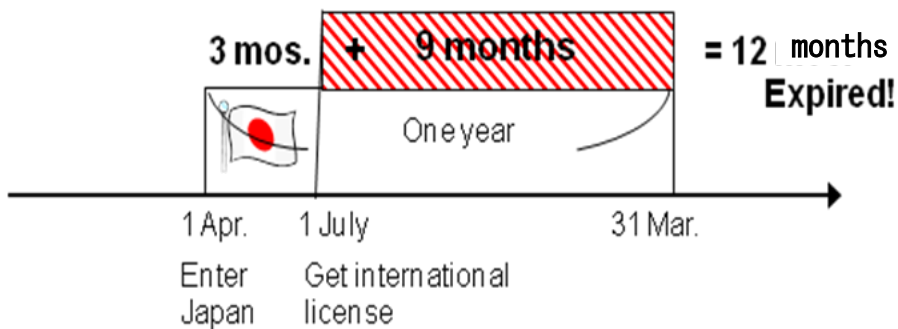 3 mos. + 9 months = 12 months
Expired!
One year
1 Apr. 1 July 31 Mar.
Enter Get international
Japan license